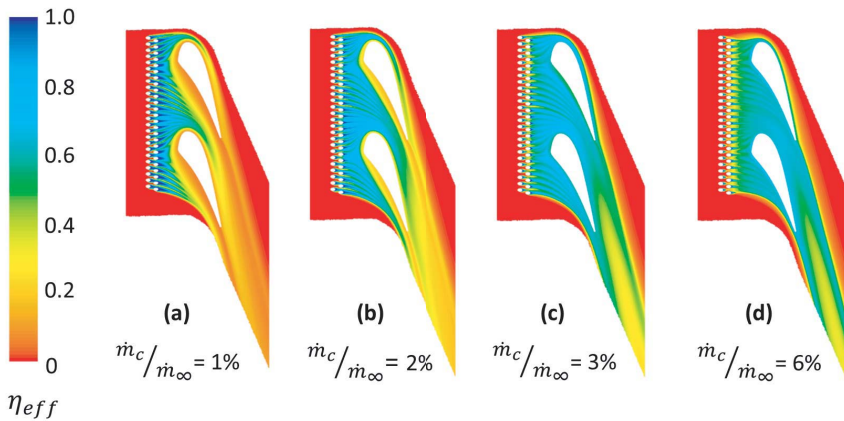 1.0
0.8
0.6
0.4
0.2
0
η_eff
(a) (b) (c) (d)
ṁ_c/ṁ_∞ = 1% ṁ_c/ṁ_∞ = 2% ṁ_c/ṁ_∞ = 3% ṁ_c/ṁ_∞ = 6%